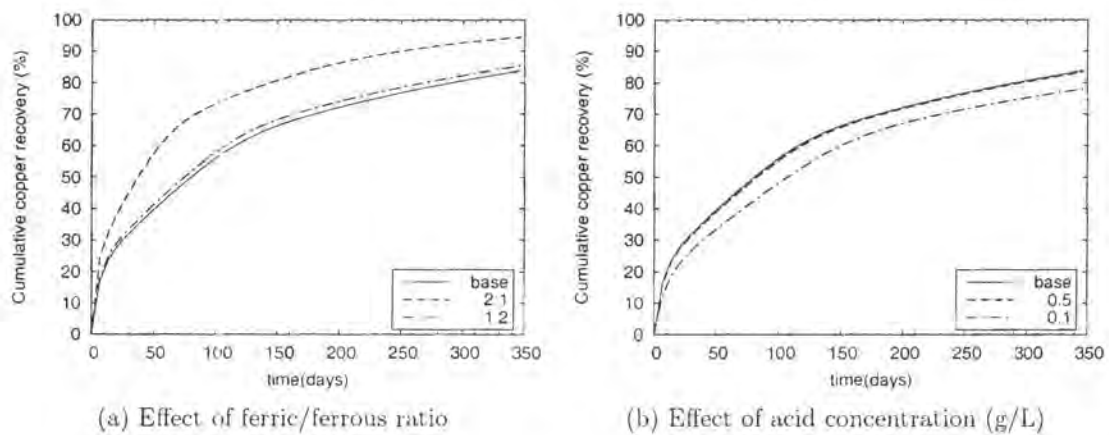 100
90
80
70
60
50
40
30
20
10
0
Cumulative copper recovery (%)
base
2:1
1:2
0 50 100 150 200 250 300 350
time(days)
(a) Effect of ferric/ferrous ratio
100
90
80
70
60
50
40
30
20
10
0
Cumulative copper recovery (%)
base
0.5
0.1
0 50 100 150 200 250 300 350
time(days)
(b) Effect of acid concentration (g/L)